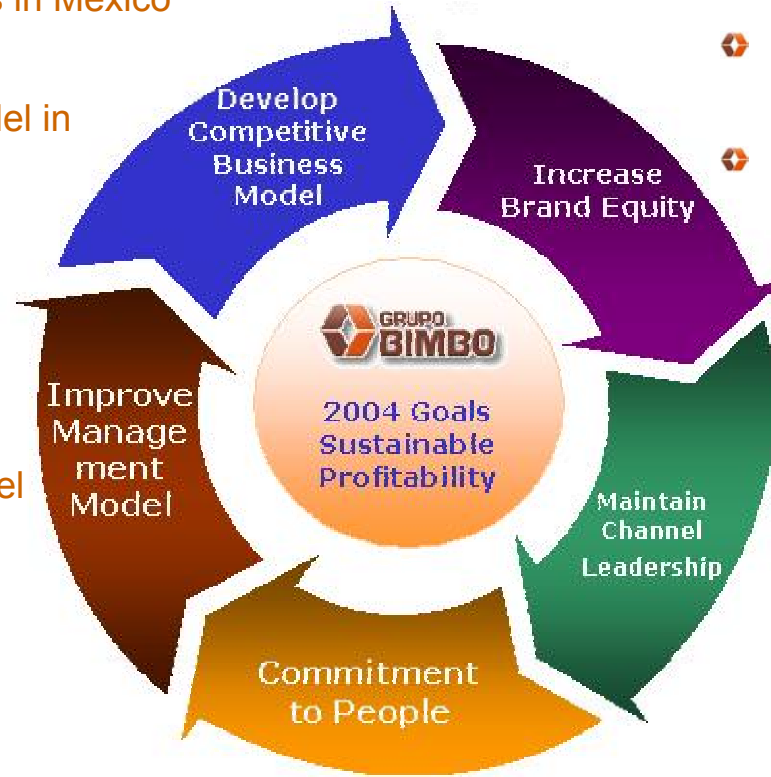 s in Mexico
del in
el
Develop
Competitive
Business
Model
Increase
Brand Equity
Maintain
Channel
Leadership
Commitment
to People
Improve
Manage
ment
Model
GRUPO
BIMBO
2004 Goals
Sustainable
Profitability